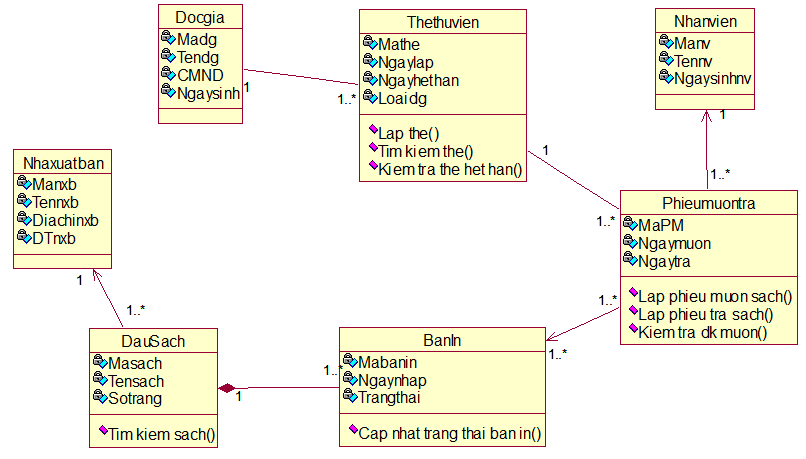 Docgia
Madg
Tendg
CMND
Ngaysinh
1
1..*
Thethuvien
Mathe
Ngaylap
Ngayhethan
Loaidg
Lap the()
Tim kiem the()
Kiem tra the het han()
1
1..*
Nhanvien
Manv
Tennv
Ngaysinhnv
1
1..*
Phieumuontra
MaPM
Ngaymuon
Ngaytra
Lap phieu muon sach()
Lap phieu tra sach()
Kiem tra dk muon()
1..*
1..*
Nhaxuatban
Manxb
Tennxb
Diachinxb
DTnxb
1
1..*
DauSach
Masach
Tensach
Sotrang
Tim kiem sach()
1
1..*
BanIn
Mabanin
Ngaynhap
Trangthai
Cap nhat trang thai ban in()